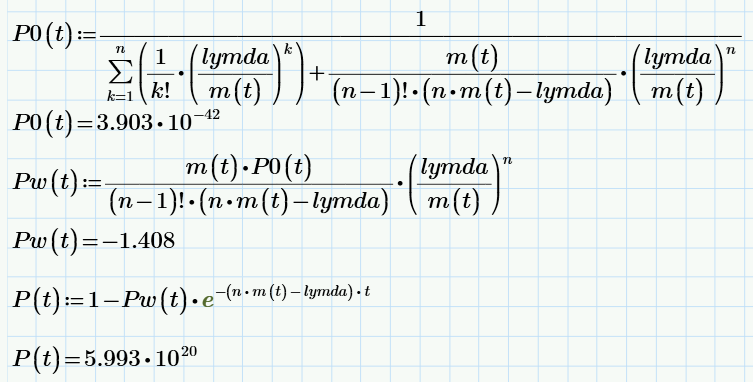 P0(t):=1/(∑_{k=1}^{n}(1/k!⋅(lymda/m(t))^k)+m(t)/((n−1)!⋅(n⋅m(t)−lymda))⋅(lymda/m(t))^n)
P0(t)=3.903⋅10^−42
Pw(t):=(m(t)⋅P0(t))/((n−1)!⋅(n⋅m(t)−lymda))⋅(lymda/m(t))^n
Pw(t)=−1.408
P(t):=1−Pw(t)⋅e^−(n⋅m(t)−lymda)⋅t
P(t)=5.993⋅10^20